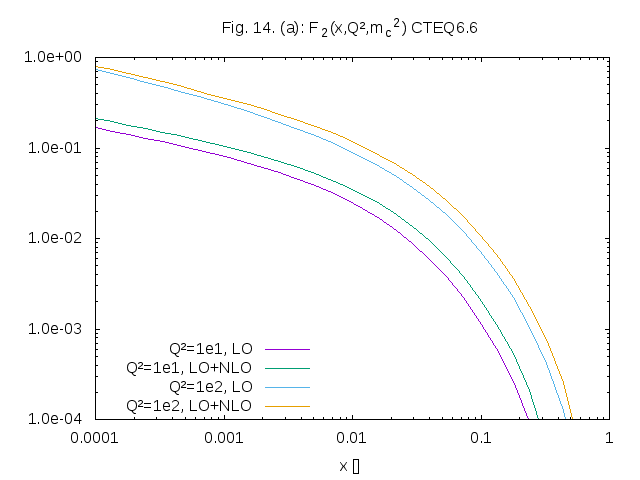 Fig. 14. (a): F₂(x,Q²,m_c²) CTEQ6.6
1.0e+00
1.0e-01
1.0e-02
1.0e-03
1.0e-04
Q²=1e1, LO
Q²=1e1, LO+NLO
Q²=1e2, LO
Q²=1e2, LO+NLO
0.0001 0.001 0.01 0.1 1
x []